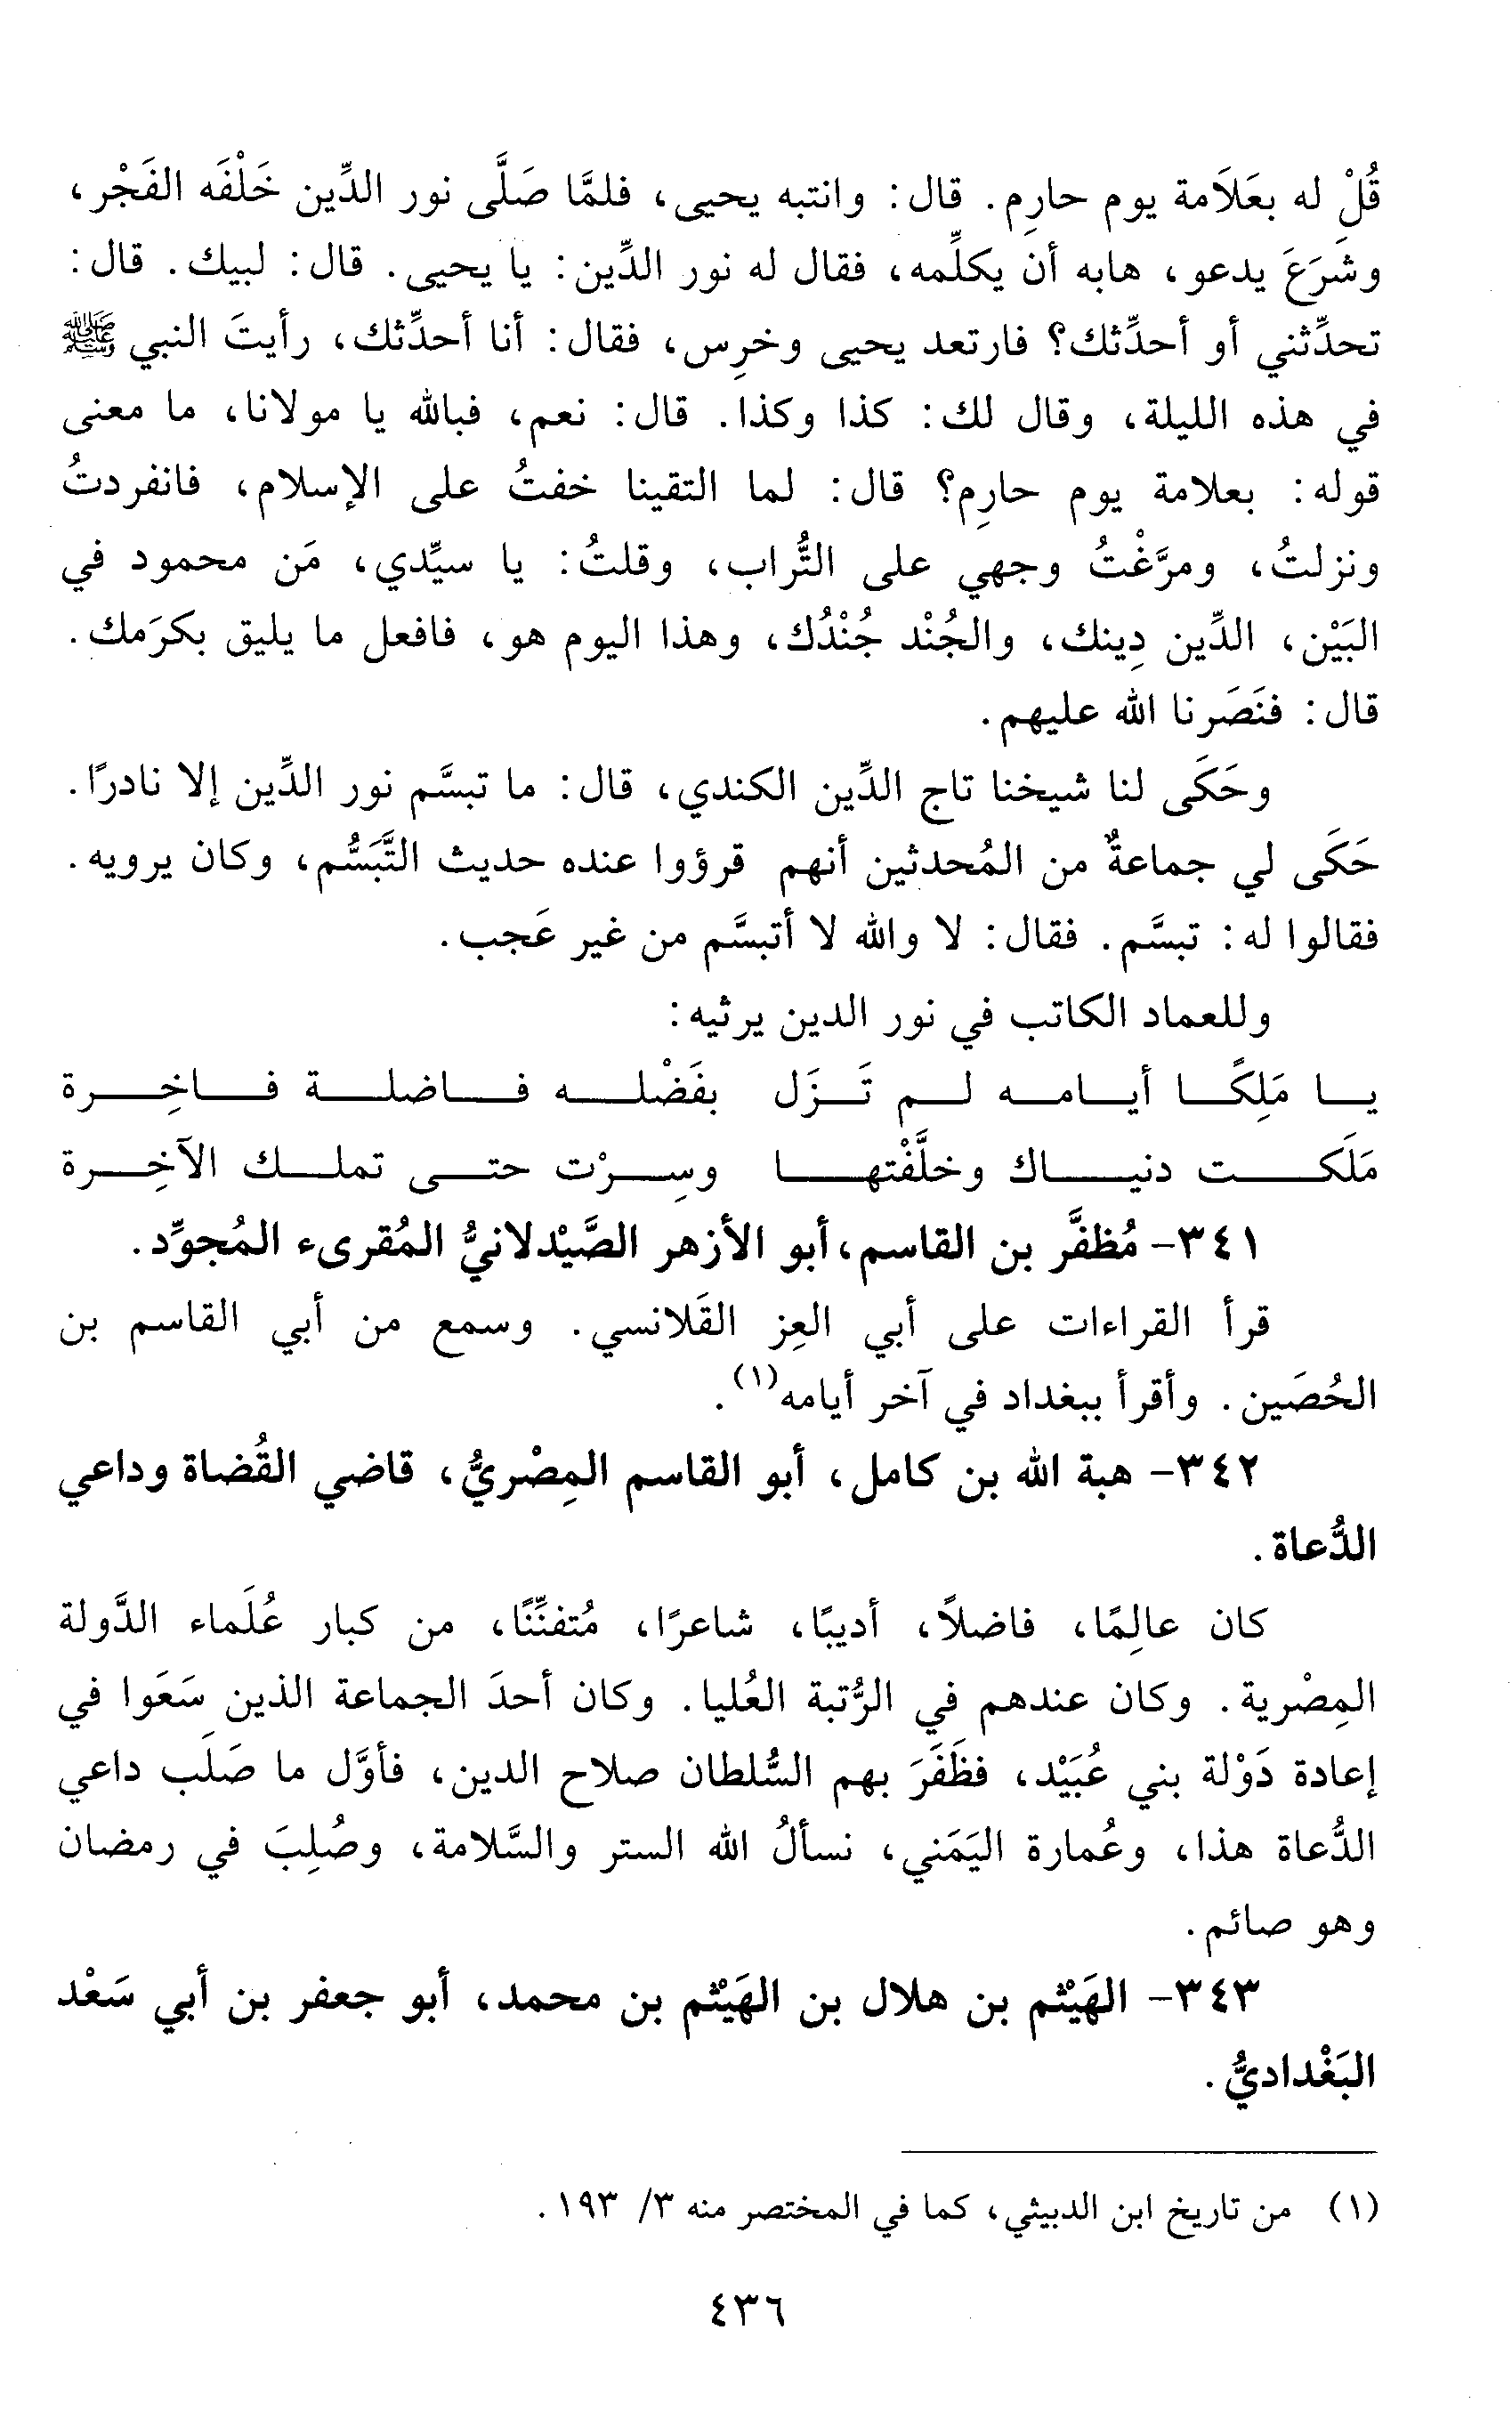 قُلْ له بعَلاَمة يوم حارِم. قال: وانتبه يحيى، فلمَّا صَلَّى نور الدِّين خَلْفَه الفَجْر،
وشَرَعَ يدعو، هابه أن يكلِّمه، فقال له نور الدِّين: يا يحيى. قال: لبيك. قال:
تحدِّثني أو أحدِّثك؟ فارتعد يحيى وخرِس، فقال: أنا أحدِّثك، رأيتَ النبي ﷺ
في هذه الليلة، وقال لك: كذا وكذا. قال: نعم، فبالله يا مولانا، ما معنى
قوله: بعلامة يوم حارِم؟ قال: لما التقينا خفتُ على الإسلام، فانفردتُ
ونزلتُ، ومرَّغْتُ وجهي على التُّراب، وقلتُ: يا سيِّدي، مَن محمود في
البَيْن، الدِّين دِينك، والجُنْد جُنْدُك، وهذا اليوم هو، فافعل ما يليق بكرَمك.
قال: فنَصَرنا الله عليهم.
وحَكَى لنا شيخنا تاج الدِّين الكندي، قال: ما تبسَّم نور الدِّين إلا نادرًا.
حَكَى لي جماعةٌ من المُحدثين أنهم قرؤوا عنده حديث التَّبَسُّم، وكان يرويه.
فقالوا له: تبسَّم. فقال: لا والله لا أتبسَّم من غير عَجب.
وللعماد الكاتب في نور الدين يرثيه:
يا مَلِكًا أيامه لم تَزَل بفَضْله فاضلة فاخِرة
مَلَكت دنياك وخلَّفْتها وسِرْت حتى تملك الآخِرة
٣٤١- مُظفَّر بن القاسم، أبو الأزهر الصَّيْدلانيُّ المُقرىء المُجوِّد.
قرأ القراءات على أبي العِز القَلانسي. وسمع من أبي القاسم بن
الحُصَين. وأقرأ ببغداد في آخر أيامه(١).
٣٤٢- هبة الله بن كامل، أبو القاسم المِصْريُّ، قاضي القُضاة وداعي
الدُّعاة.
كان عالِمًا، فاضلاً، أديبًا، شاعرًا، مُتفنِّنًا، من كبار عُلَماء الدَّولة
المِصْرية. وكان عندهم في الرُّتبة العُليا. وكان أحدَ الجماعة الذين سَعَوا في
إعادة دَوْلة بني عُبَيْد، فظَفَرَ بهم السُّلطان صلاح الدين، فأوَّل ما صَلَب داعي
الدُّعاة هذا، وعُمارة اليَمَني، نسألُ الله الستر والسَّلامة، وصُلِبَ في رمضان
وهو صائم.
٣٤٣- الهَيْثم بن هلال بن الهَيْثم بن محمد، أبو جعفر بن أبي سَعْد
البَغْداديُّ.
(١) من تاريخ ابن الدبيثي، كما في المختصر منه ٣/ ١٩٣.
٤٣٦